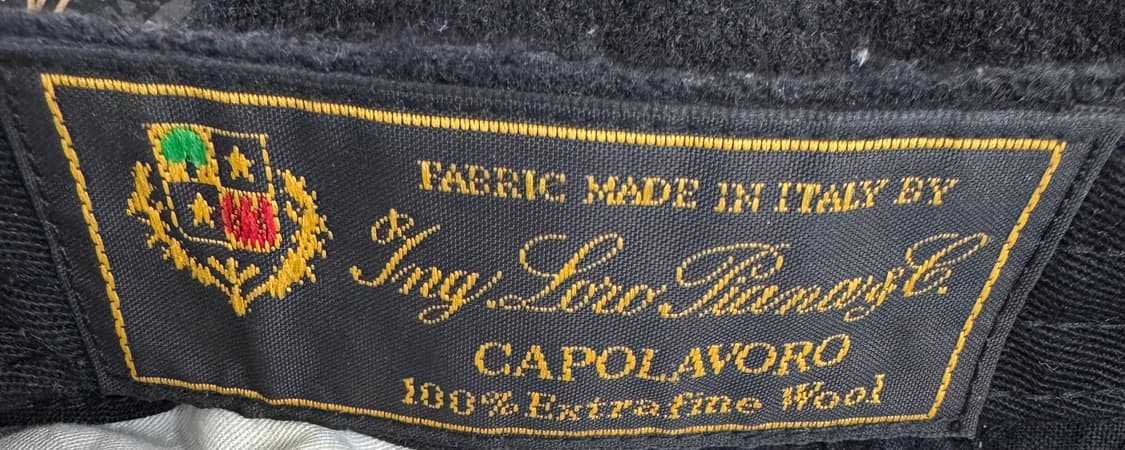 FABRIC MADE IN ITALY BY
Ing. Loro Piana & C.
CAPOLAVORO
100% Extrafine Wool